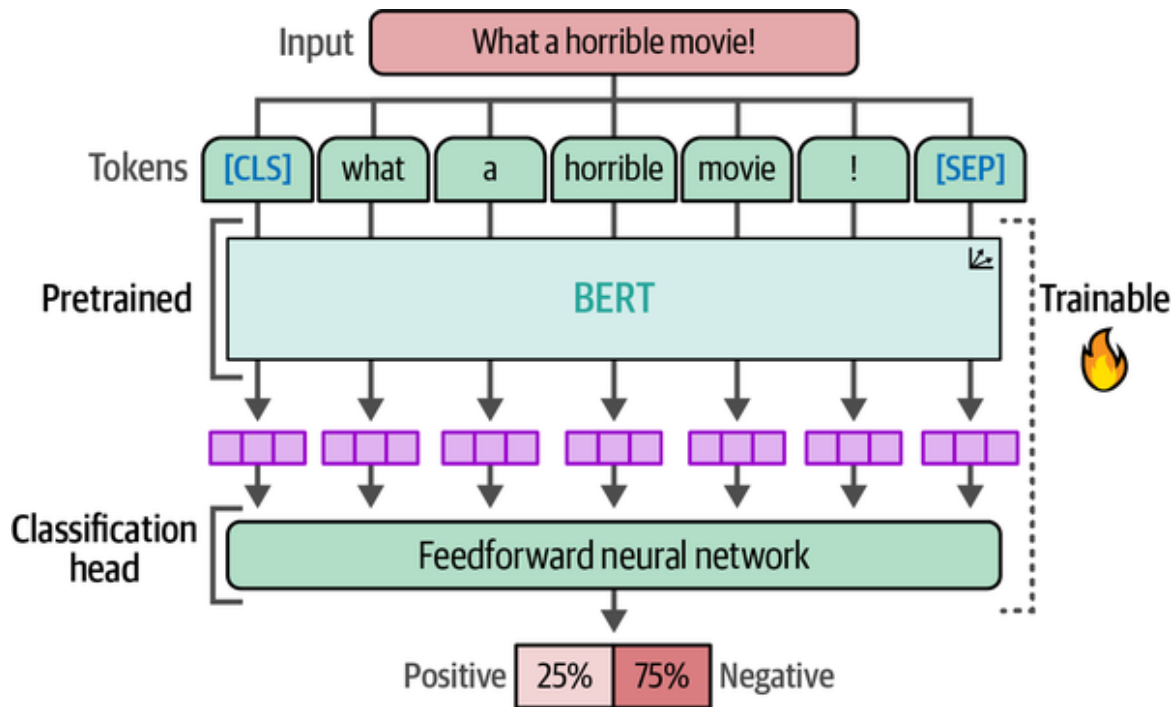 Input
What a horrible movie!
Tokens
[CLS]
what
a
horrible
movie
!
[SEP]
Pretrained
BERT
Trainable
Classification
head
Feedforward neural network
Positive
25%
75%
Negative